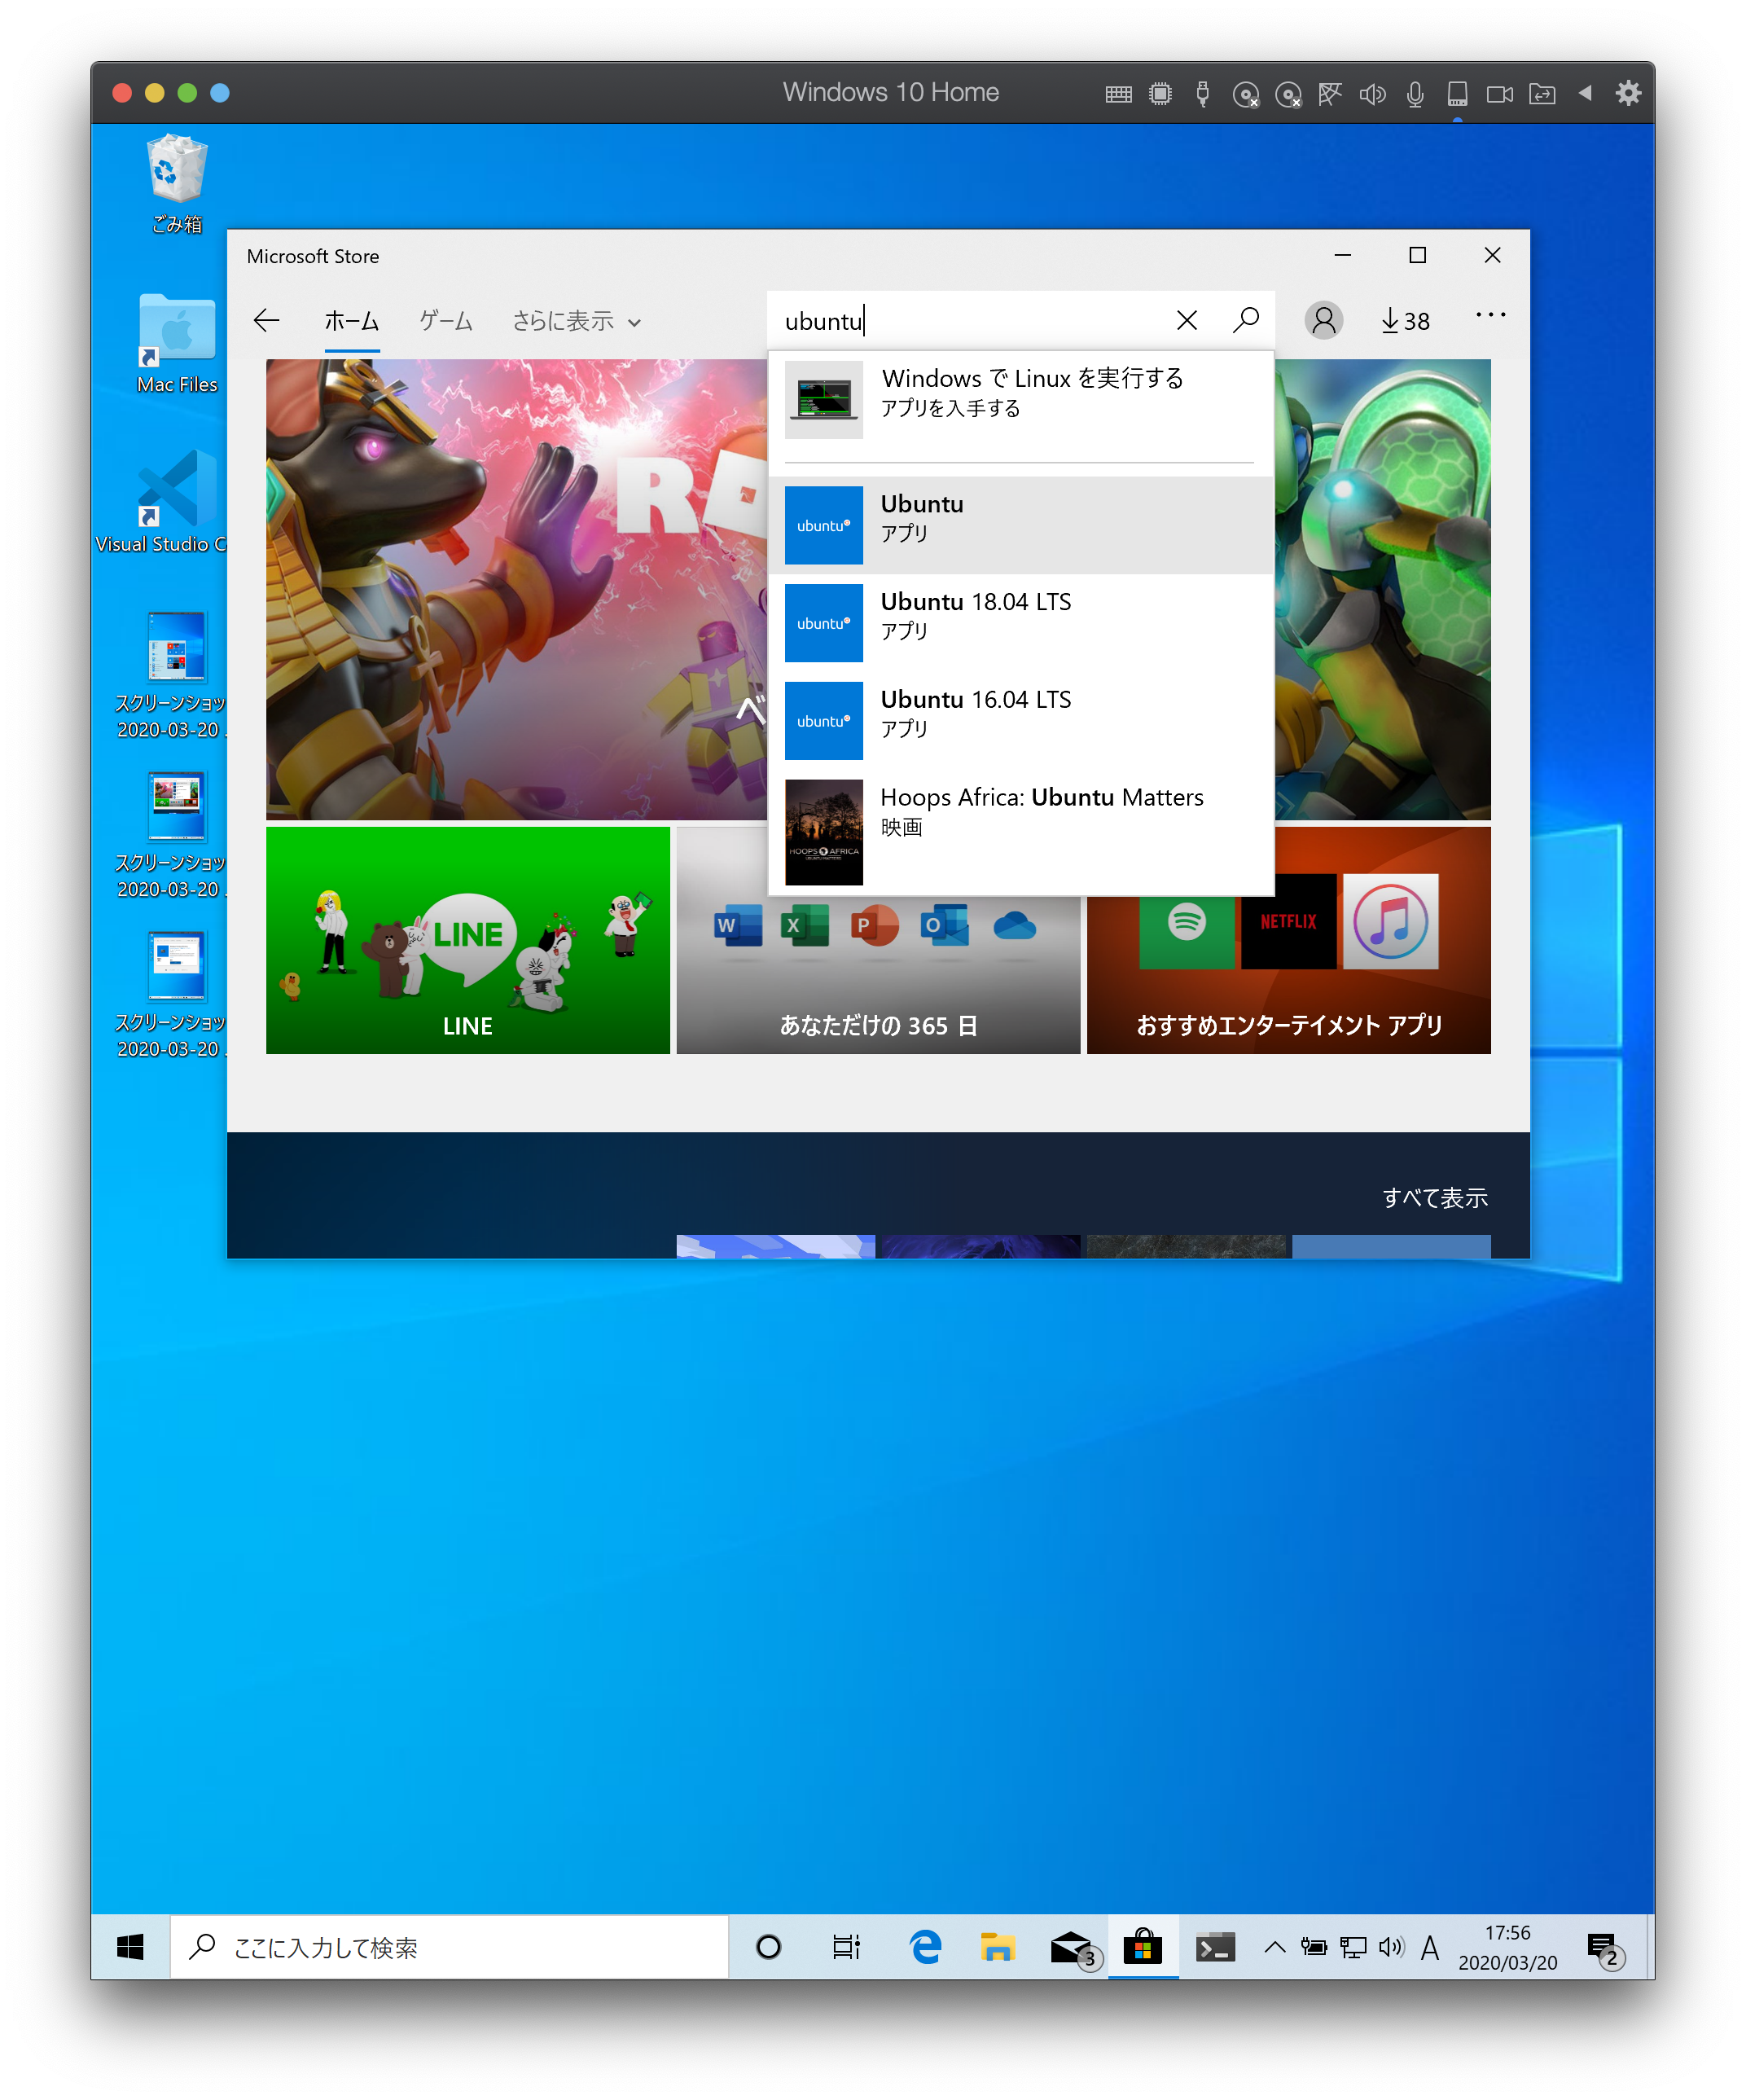 Windows 10 Home
ごみ箱
Mac Files
Visual Studio C
スクリーンショッ
2020-03-20 .
スクリーンショッ
2020-03-20 .
スクリーンショッ
2020-03-20 .
Microsoft Store
ホーム
ゲーム
さらに表示
ubuntu
38
Windows で Linux を実行する
アプリを入手する
ubuntu
Ubuntu
アプリ
ubuntu
Ubuntu 18.04 LTS
アプリ
ubuntu
Ubuntu 16.04 LTS
アプリ
HOOPS AFRICA
Hoops Africa: Ubuntu Matters
映画
べ
LINE
LINE
W
X
P
O
あなただけの 365 日
NETFLIX
おすすめエンターテイメント アプリ
すべて表示
ここに入力して検索
3
A
17:56
2020/03/20
2